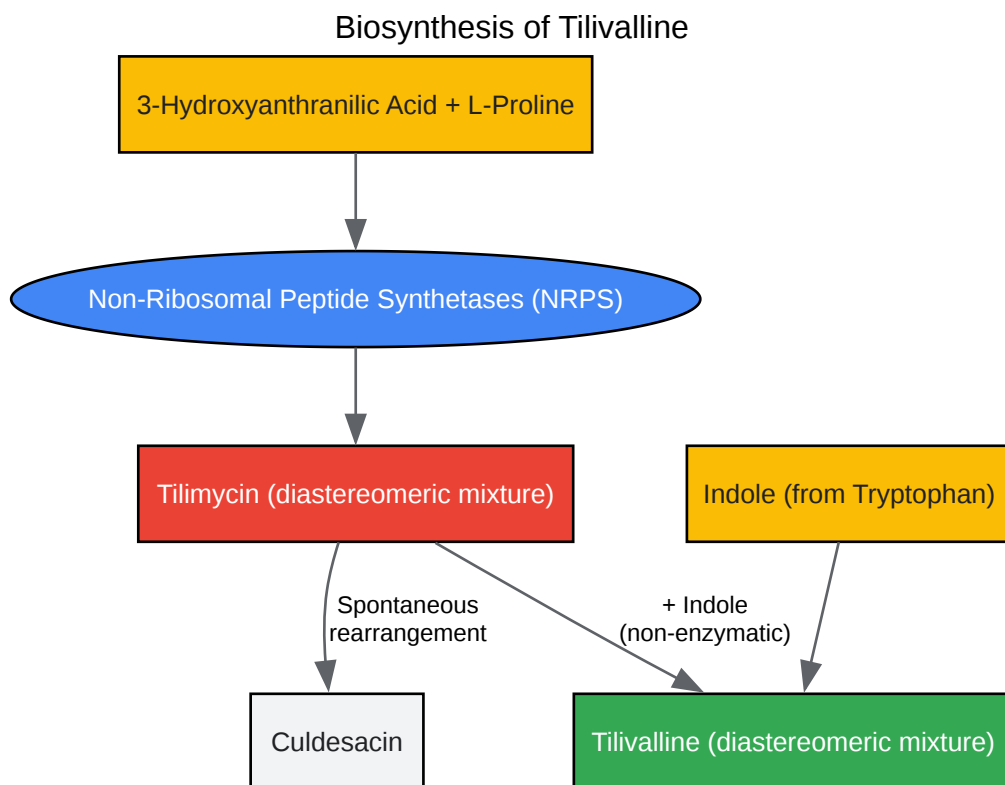 Biosynthesis of Tilivalline
3-Hydroxyanthranilic Acid + L-Proline
Non-Ribosomal Peptide Synthetases (NRPS)
Tilimycin (diastereomeric mixture)
Indole (from Tryptophan)
Spontaneous
rearrangement
+ Indole
(non-enzymatic)
Culdesacin
Tilivalline (diastereomeric mixture)